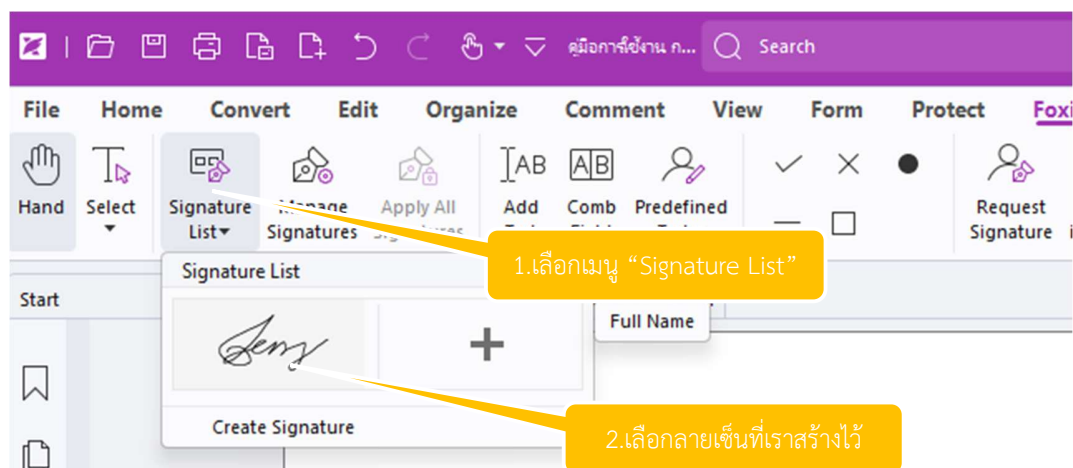 คู่มือการใช้งาน ก... Search
File Home Convert Edit Organize Comment View Form Protect
Hand Select Signature List Manage Signatures Apply All Add Comb Predefined Request Signature
Signature List
1.เลือกเมนู “Signature List”
Start
Full Name
Create Signature
2.เลือกลายเซ็นที่เราสร้างไว้